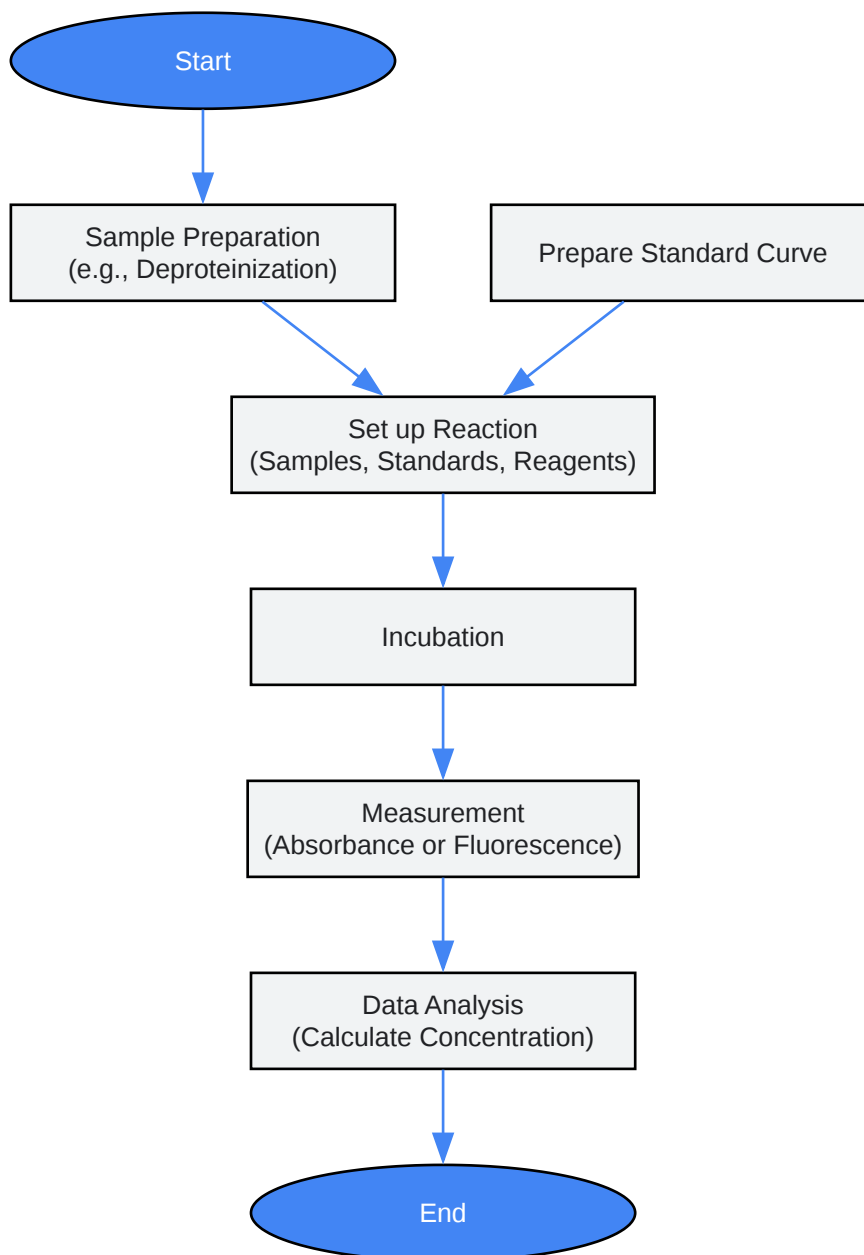 Start
Sample Preparation
(e.g., Deproteinization)
Prepare Standard Curve
Set up Reaction
(Samples, Standards, Reagents)
Incubation
Measurement
(Absorbance or Fluorescence)
Data Analysis
(Calculate Concentration)
End